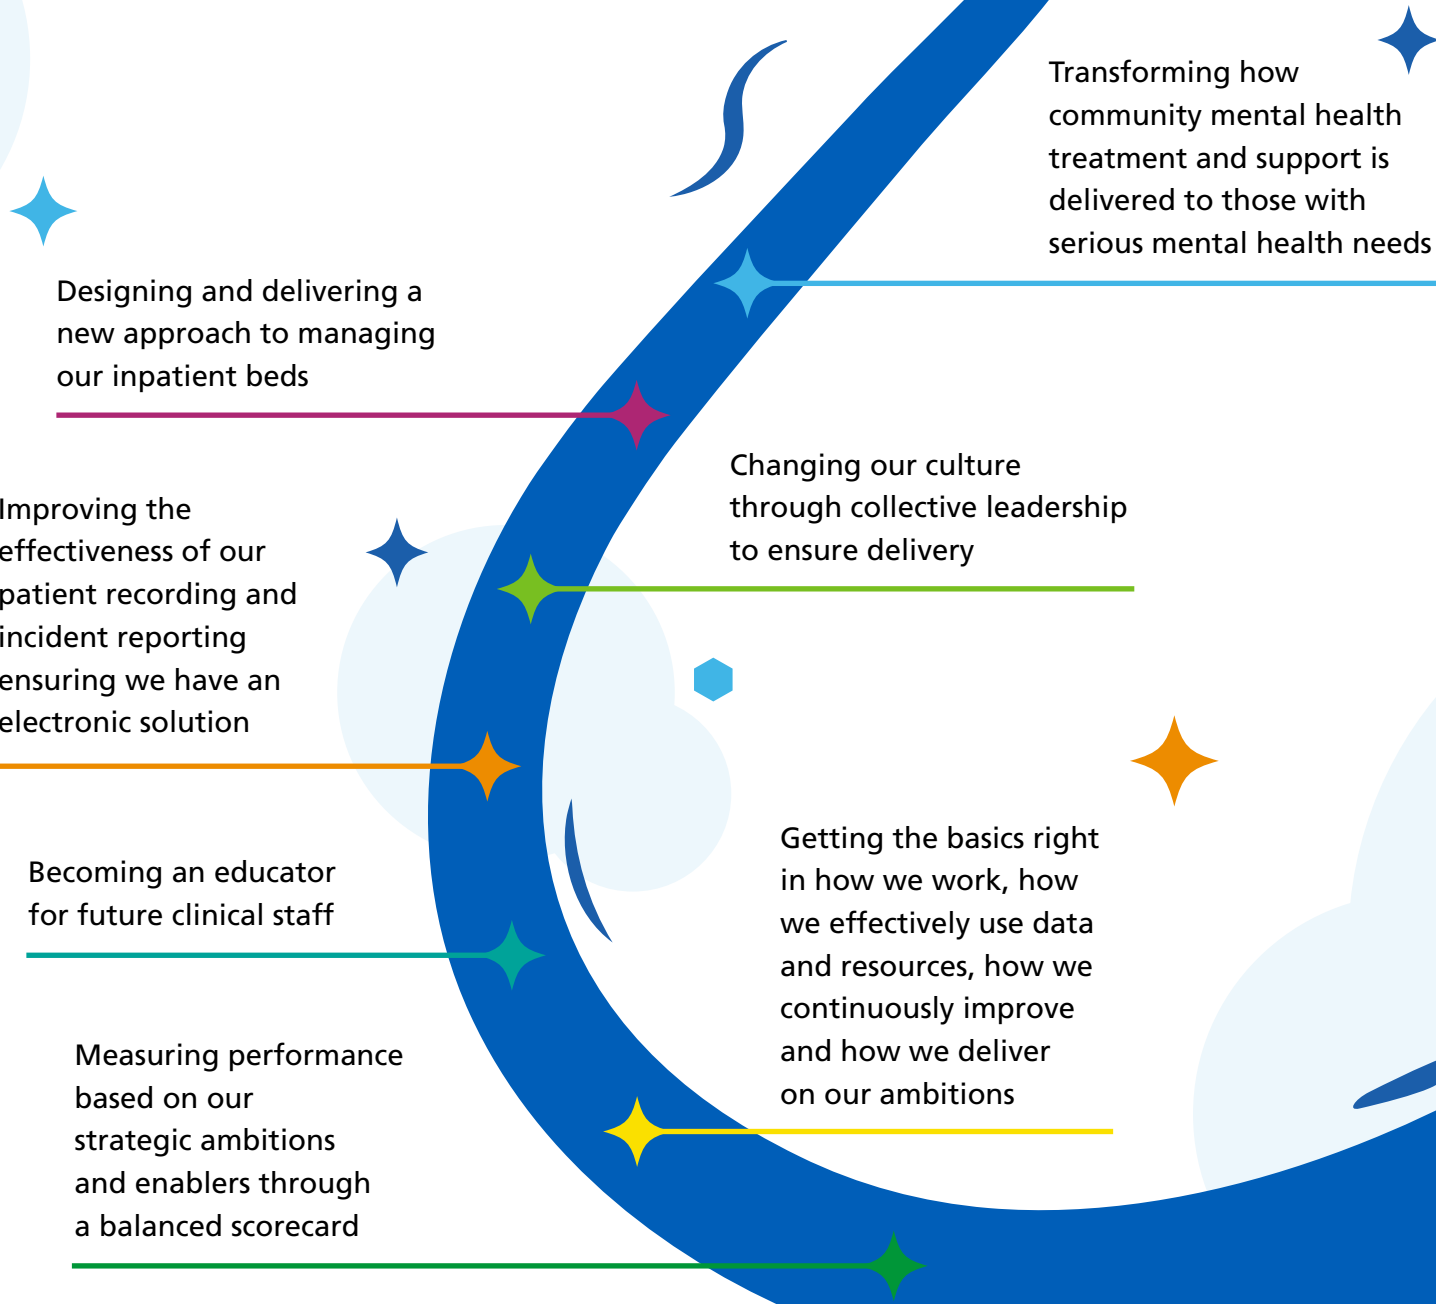 Transforming how
community mental health
treatment and support is
delivered to those with
serious mental health needs
Designing and delivering a
new approach to managing
our inpatient beds
Changing our culture
through collective leadership
to ensure delivery
Improving the
effectiveness of our
patient recording and
incident reporting
ensuring we have an
electronic solution
Getting the basics right
in how we work, how
we effectively use data
and resources, how we
continuously improve
and how we deliver
on our ambitions
Becoming an educator
for future clinical staff
Measuring performance
based on our
strategic ambitions
and enablers through
a balanced scorecard